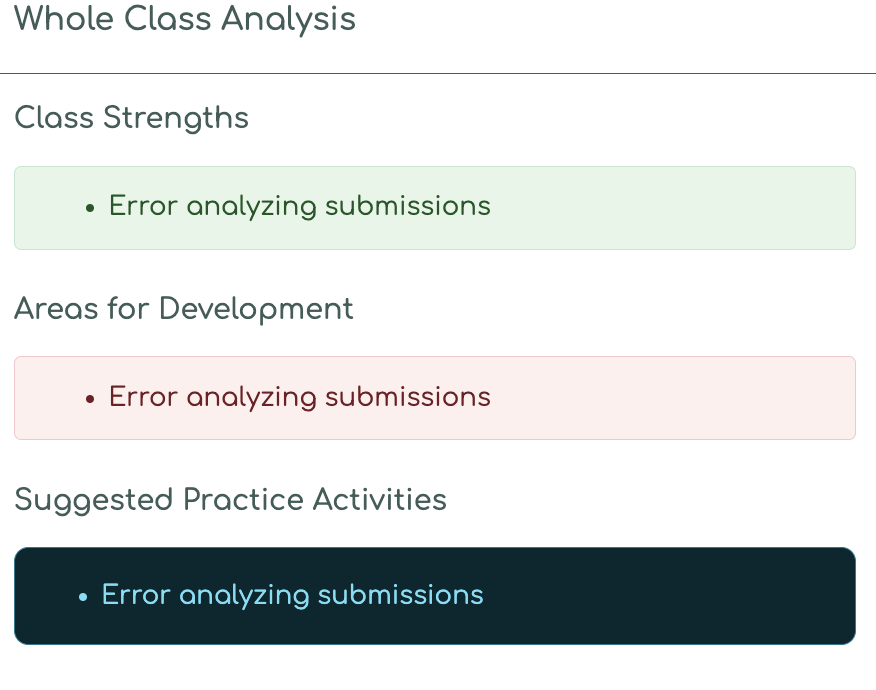 Whole Class Analysis
Class Strengths
• Error analyzing submissions
Areas for Development
• Error analyzing submissions
Suggested Practice Activities
• Error analyzing submissions